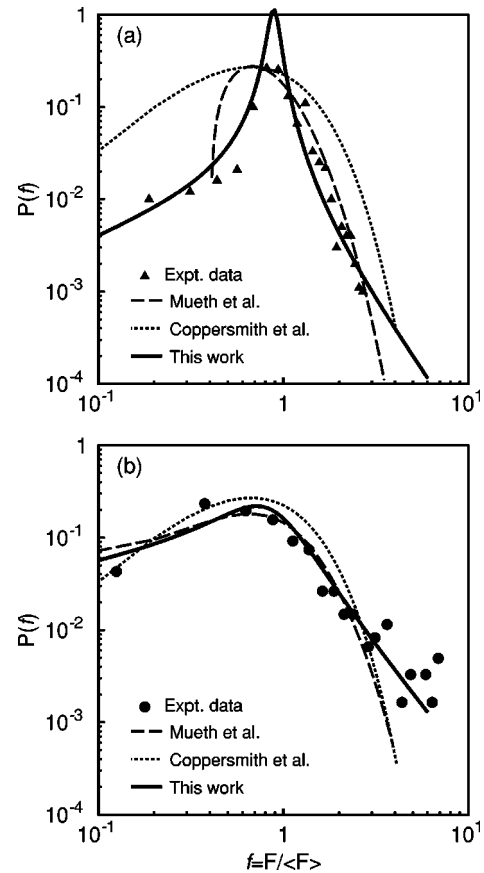 1
(a)
10-1
P(f)
10-2
10-3
Expt. data
Mueth et al.
Coppersmith et al.
This work
10-4
10-1
1
101
1
(b)
10-1
P(f)
10-2
10-3
Expt. data
Mueth et al.
Coppersmith et al.
This work
10-4
10-1
1
101
f=F/<F>